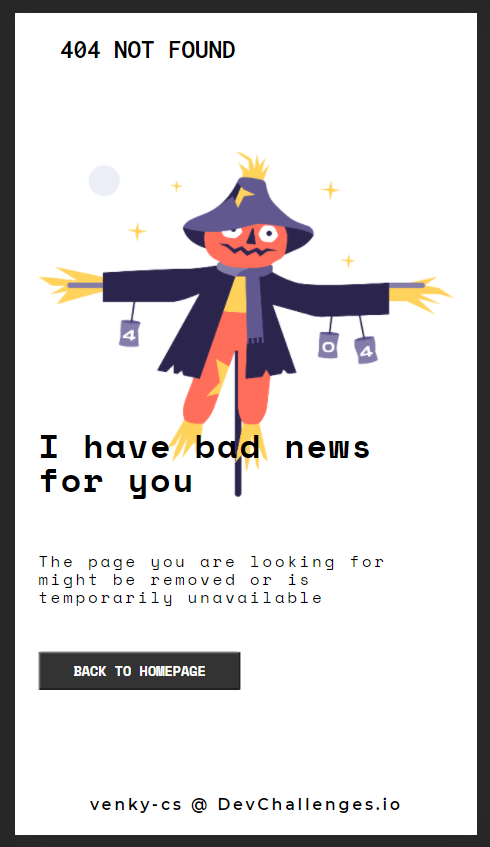 404 NOT FOUND
4
0
4
I have bad news
for you
The page you are looking for
might be removed or is
temporarily unavailable
BACK TO HOMEPAGE
venky-cs @ DevChallenges.io